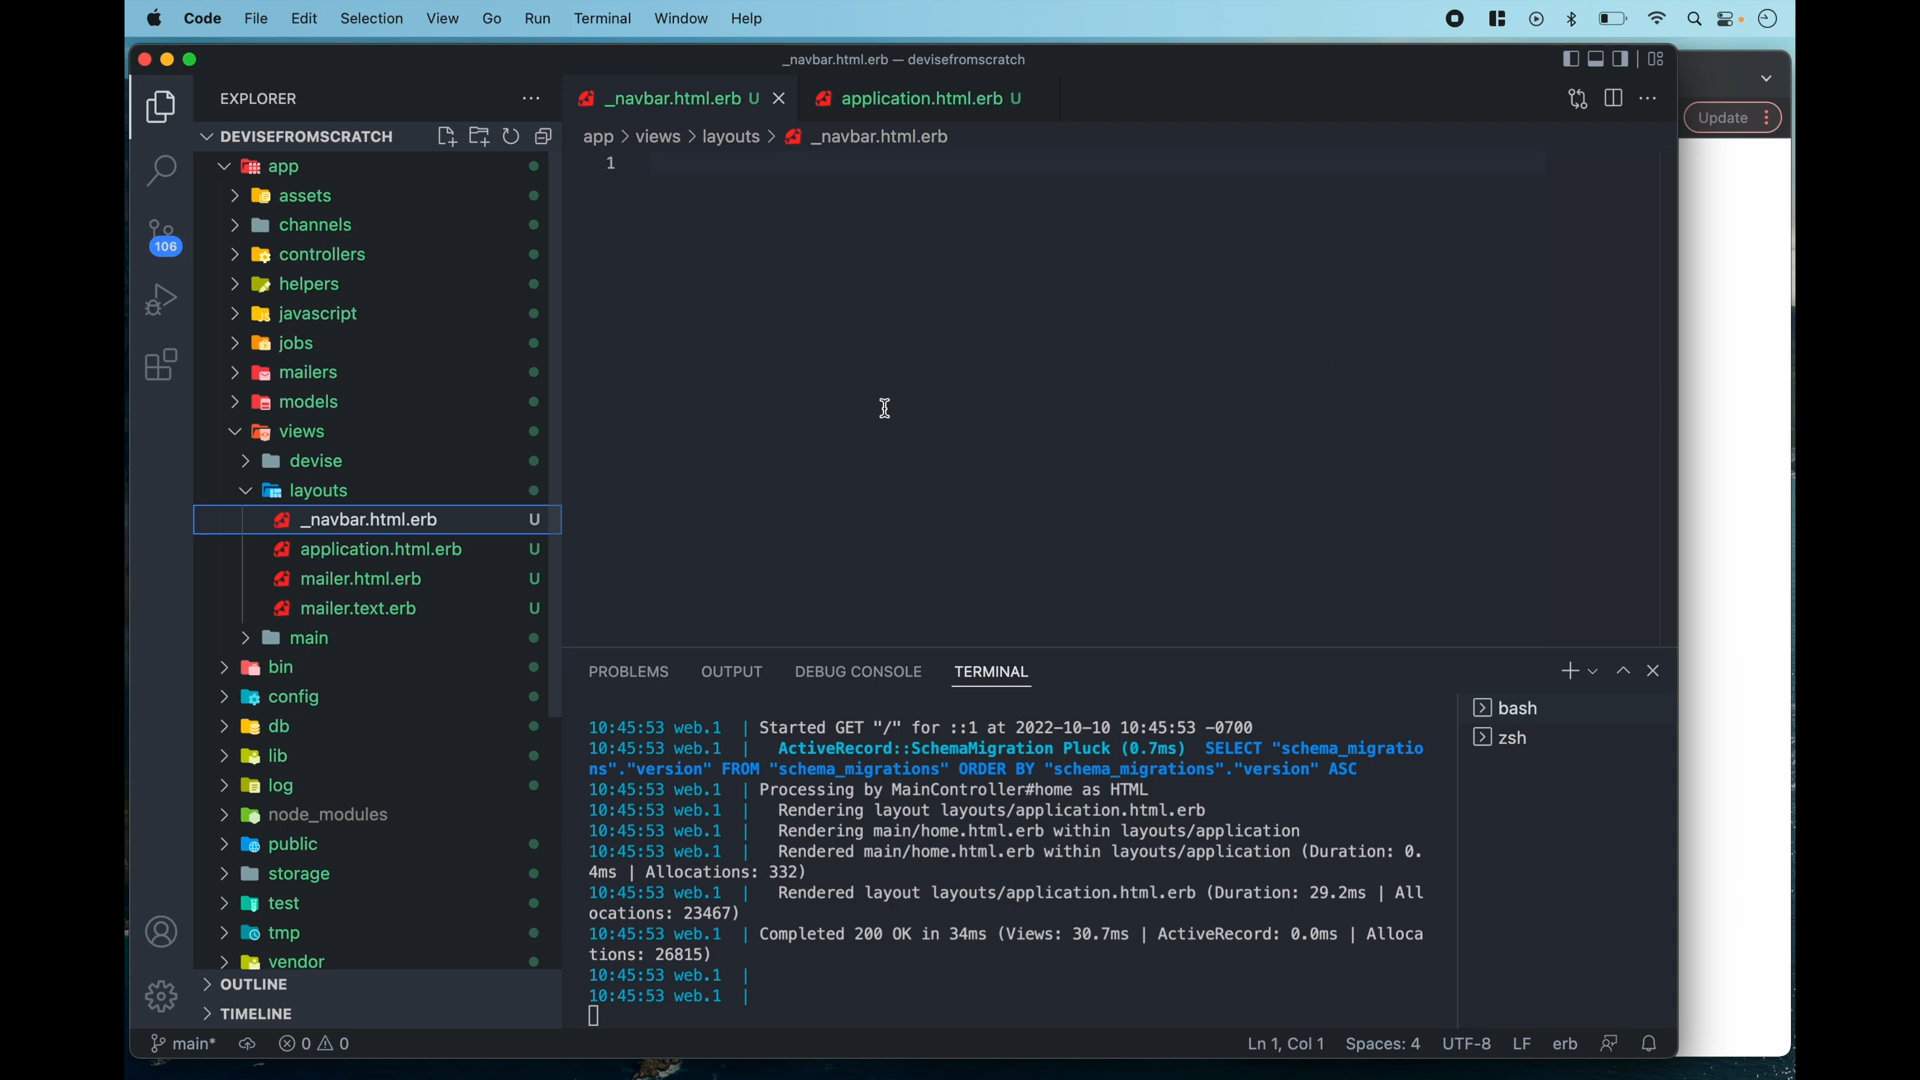 Code File Edit Selection View Go Run Terminal Window Help
_navbar.html.erb — devisefromscratch
EXPLORER
_navbar.html.erb U
application.html.erb U
Update
DEVISEFROMSCRATCH
app > views > layouts > _navbar.html.erb
1
app
assets
channels
106
controllers
helpers
javascript
jobs
mailers
models
views
devise
layouts
_navbar.html.erb U
application.html.erb U
mailer.html.erb U
mailer.text.erb U
main
bin
config
db
lib
log
node_modules
public
storage
test
tmp
vendor
OUTLINE
TIMELINE
PROBLEMS OUTPUT DEBUG CONSOLE TERMINAL
10:45:53 web.1 | Started GET "/" for ::1 at 2022-10-10 10:45:53 -0700
10:45:53 web.1 | ActiveRecord::SchemaMigration Pluck (0.7ms) SELECT "schema_migratio
ns"."version" FROM "schema_migrations" ORDER BY "schema_migrations"."version" ASC
10:45:53 web.1 | Processing by MainController#home as HTML
10:45:53 web.1 | Rendering layout layouts/application.html.erb
10:45:53 web.1 | Rendering main/home.html.erb within layouts/application
10:45:53 web.1 | Rendered main/home.html.erb within layouts/application (Duration: 0.
4ms | Allocations: 332)
10:45:53 web.1 | Rendered layout layouts/application.html.erb (Duration: 29.2ms | All
ocations: 23467)
10:45:53 web.1 | Completed 200 OK in 34ms (Views: 30.7ms | ActiveRecord: 0.0ms | Alloca
tions: 26815)
10:45:53 web.1 |
10:45:53 web.1 |
bash
zsh
main* 0 0
Ln 1, Col 1 Spaces: 4 UTF-8 LF erb